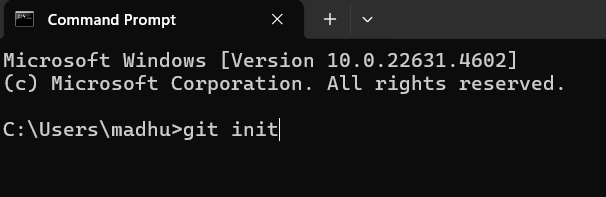 Command Prompt
Microsoft Windows [Version 10.0.22631.4602]
(c) Microsoft Corporation. All rights reserved.
C:\Users\madhu>git init